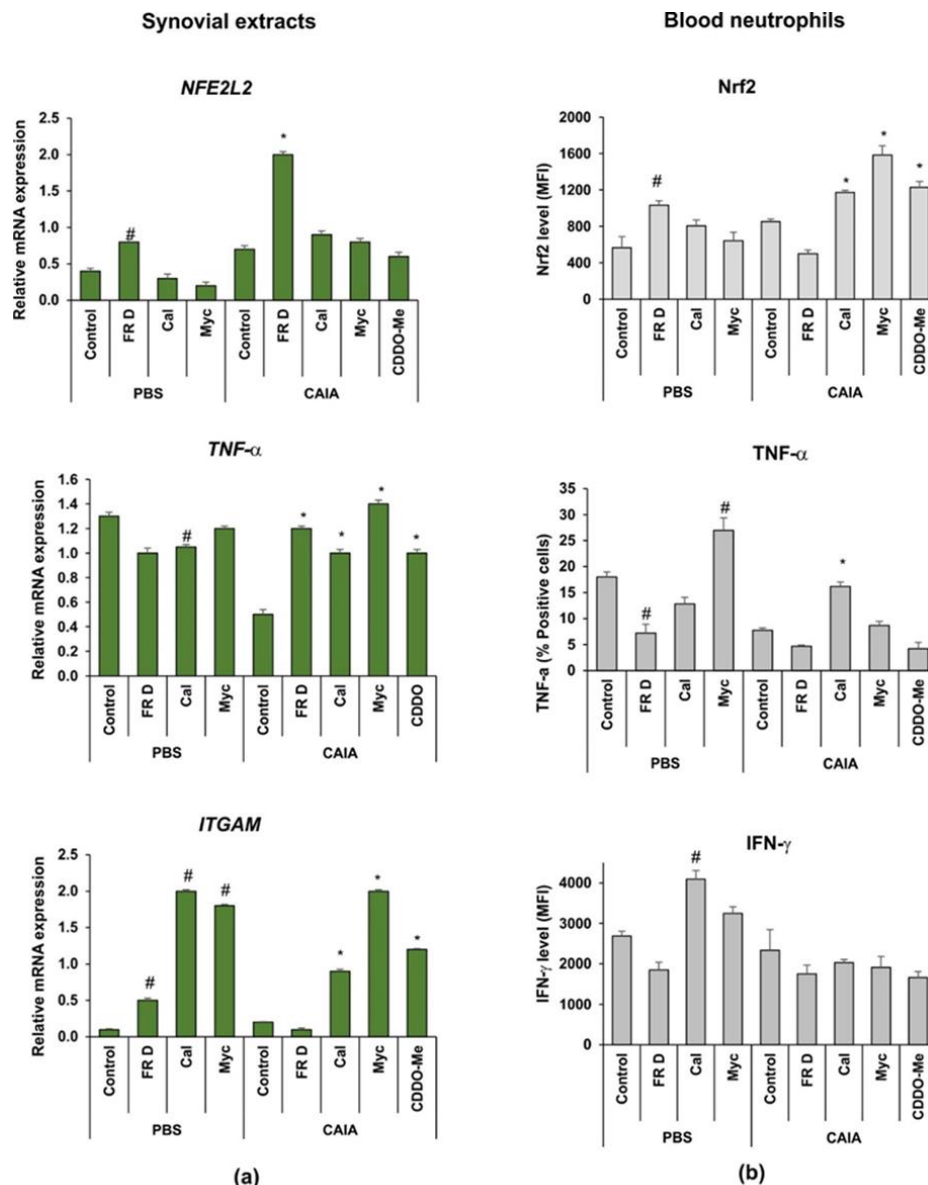 Synovial extracts
NFE2L2
Relative mRNA expression
2.5
2.0
1.5
1.0
0.5
0.0
#
*
Control
FR D
Cal
Myc
Control
FR D
Cal
Myc
CDDO-Me
PBS
CAIA
TNF-α
Relative mRNA expression
1.6
1.4
1.2
1.0
0.8
0.6
0.4
0.2
0.0
#
*
*
*
*
Control
FR D
Cal
Myc
Control
FR D
Cal
Myc
CDDO
PBS
CAIA
ITGAM
Relative mRNA expression
2.5
2.0
1.5
1.0
0.5
0.0
#
#
#
*
*
*
Control
FR D
Cal
Myc
Control
FR D
Cal
Myc
CDDO-Me
PBS
CAIA
(a)
Blood neutrophils
Nrf2
Nrf2 level (MFI)
2000
1600
1200
800
400
0
#
*
*
*
Control
FR D
Cal
Myc
Control
FR D
Cal
Myc
CDDO-Me
PBS
CAIA
TNF-α
TNF-a (% Positive cells)
35
30
25
20
15
10
5
0
#
#
*
Control
FR D
Cal
Myc
Control
FR D
Cal
Myc
CDDO-Me
PBS
CAIA
IFN-γ
IFN-γ level (MFI)
4000
3000
2000
1000
0
#
Control
FR D
Cal
Myc
Control
FR D
Cal
Myc
CDDO-Me
PBS
CAIA
(b)